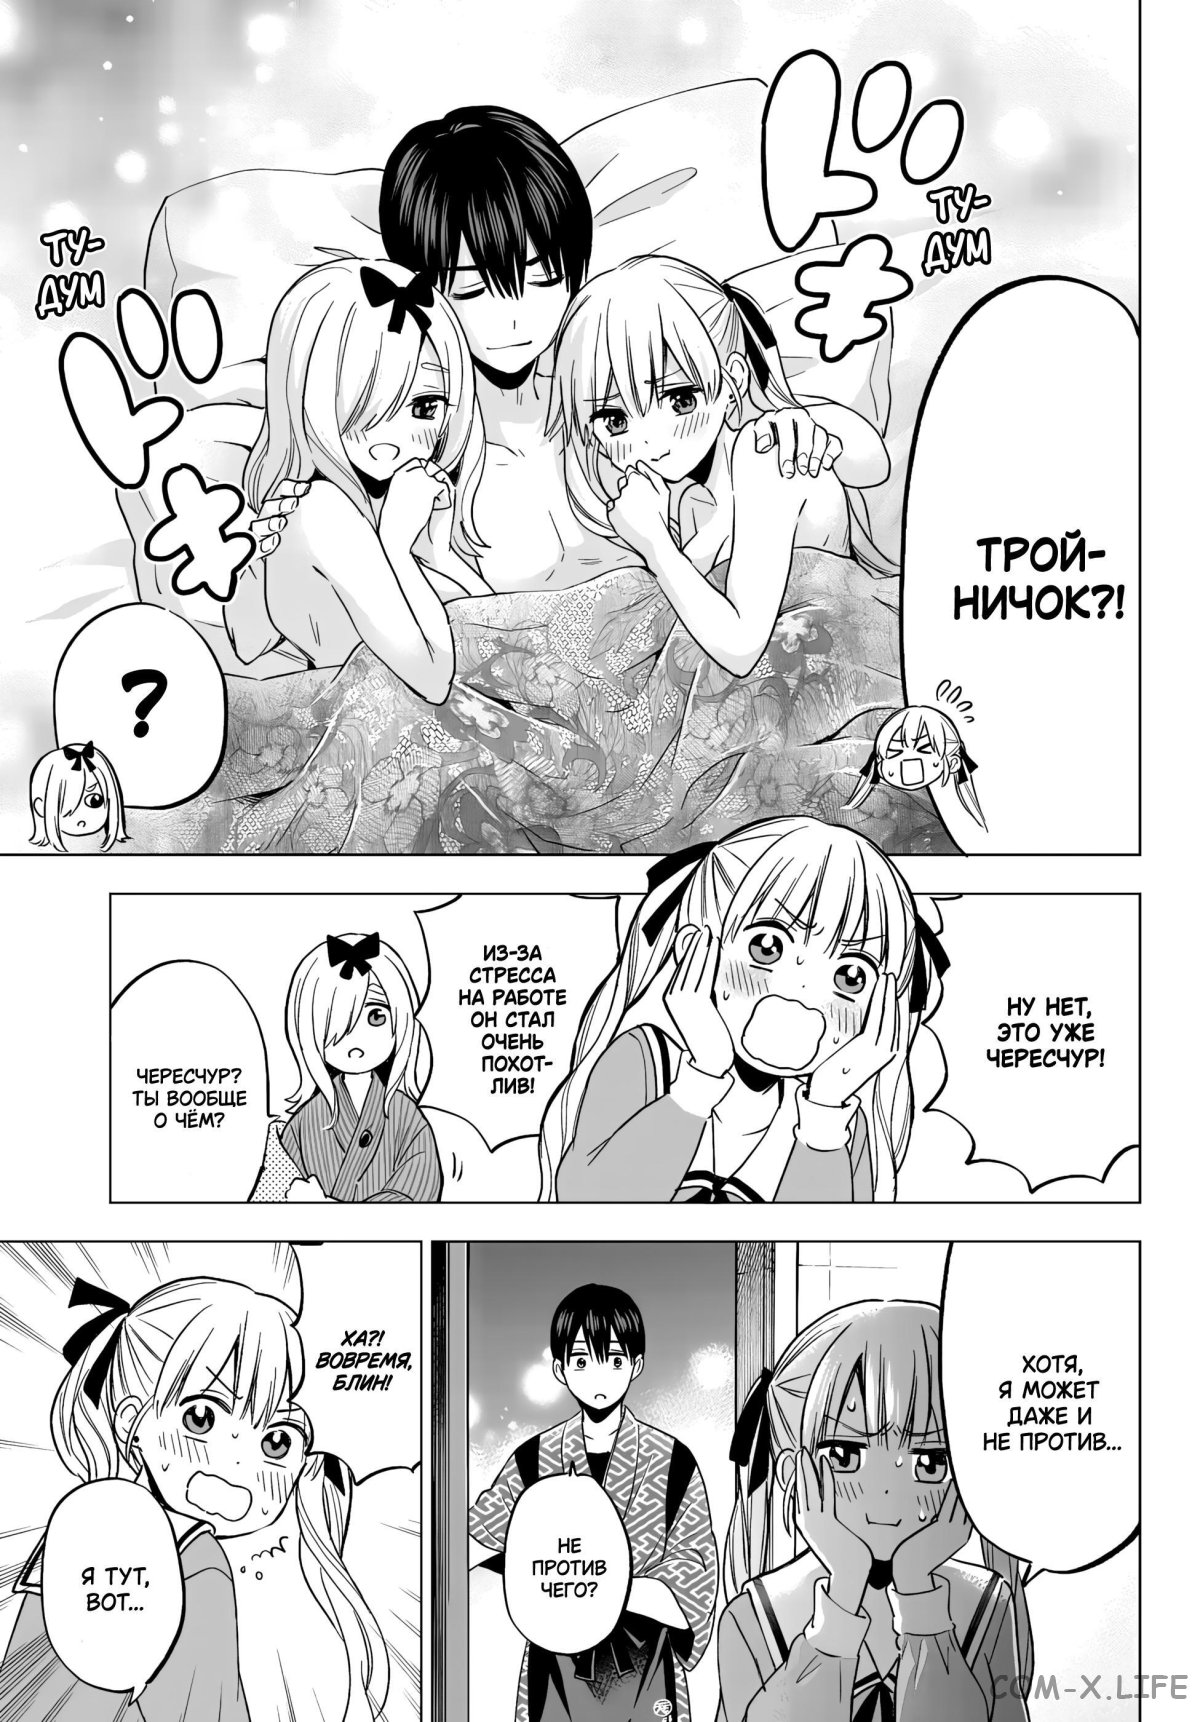 ドキ
ドキ
ТУ-
ДУМ
ТУ-
ДУМ
ТРОЙ-
НИЧОК?!
?
НУ НЕТ,
ЭТО УЖЕ
ЧЕРЕСЧУР!
ИЗ-ЗА
СТРЕССА
НА РАБОТЕ
ОН СТАЛ
ОЧЕНЬ
ПОХОТ-
ЛИВ!
ЧЕРЕСЧУР?
ТЫ ВООБЩЕ
О ЧЁМ?
ХОТЯ,
Я МОЖЕТ
ДАЖЕ И
НЕ ПРОТИВ...
НЕ
ПРОТИВ
ЧЕГО?
ХА?!
ВОВРЕМЯ,
БЛИН!
Я ТУТ,
ВОТ...
COM-X.LIFE